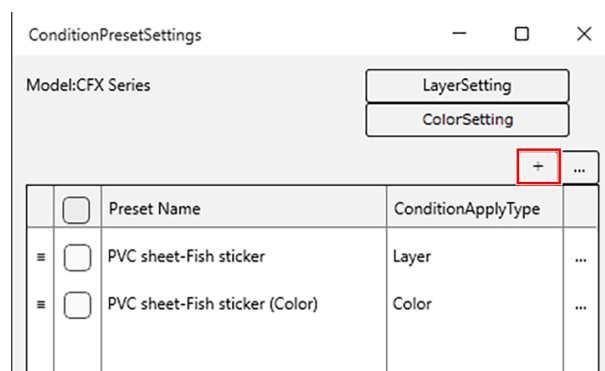 ConditionPresetSettings
Model:CFX Series
LayerSetting
ColorSetting
+ ...
Preset Name ConditionApplyType
≡ PVC sheet-Fish sticker Layer ...
≡ PVC sheet-Fish sticker (Color) Color ...